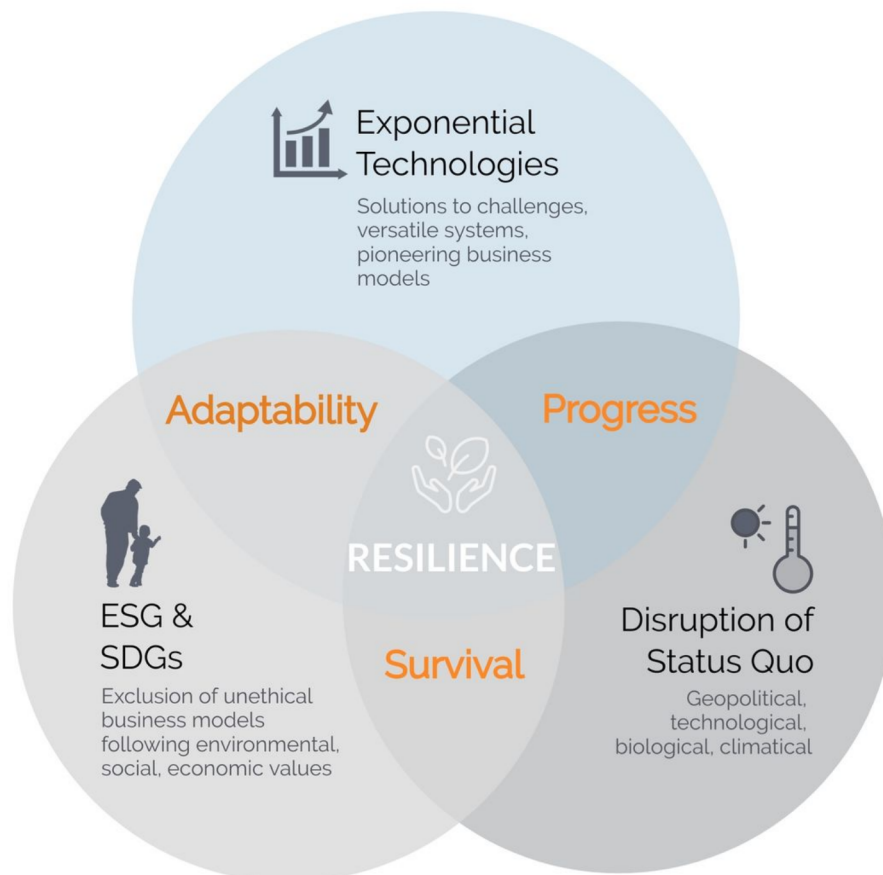 Exponential
Technologies
Solutions to challenges,
versatile systems,
pioneering business
models
Adaptability
Progress
RESILIENCE
ESG &
SDGs
Exclusion of unethical
business models
following environmental,
social, economic values
Survival
Disruption of
Status Quo
Geopolitical,
technological,
biological, climatical